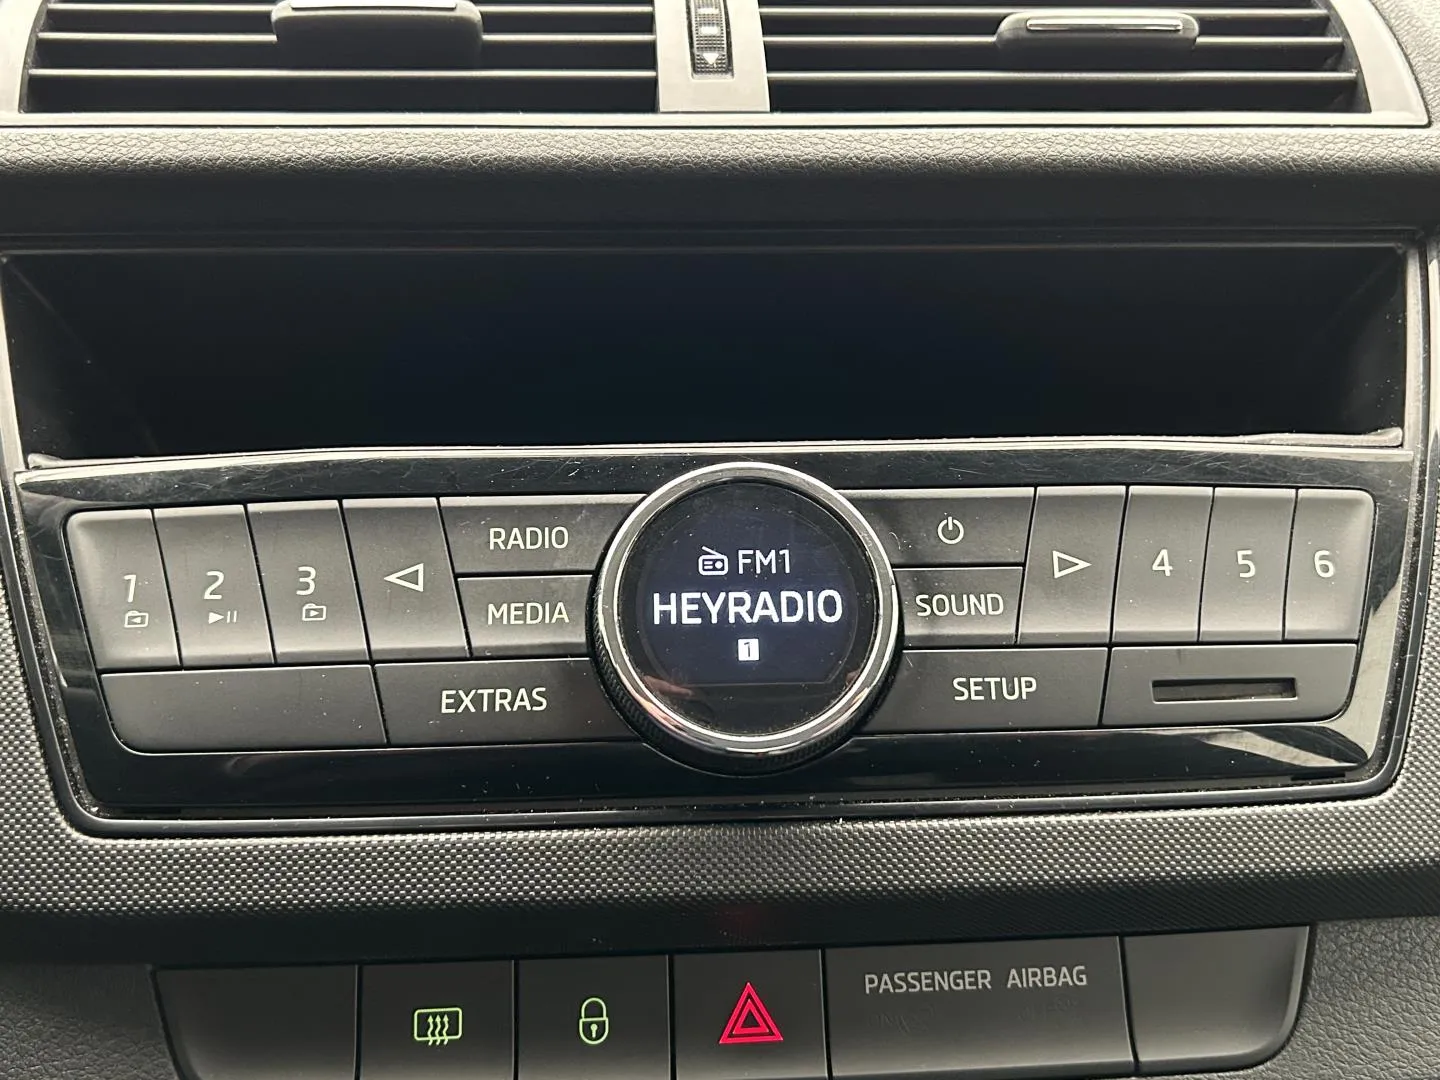 1 2 3
RADIO
MEDIA
EXTRAS
FM1
HEYRADIO
1
SOUND
SETUP
4 5 6
PASSENGER AIRBAG